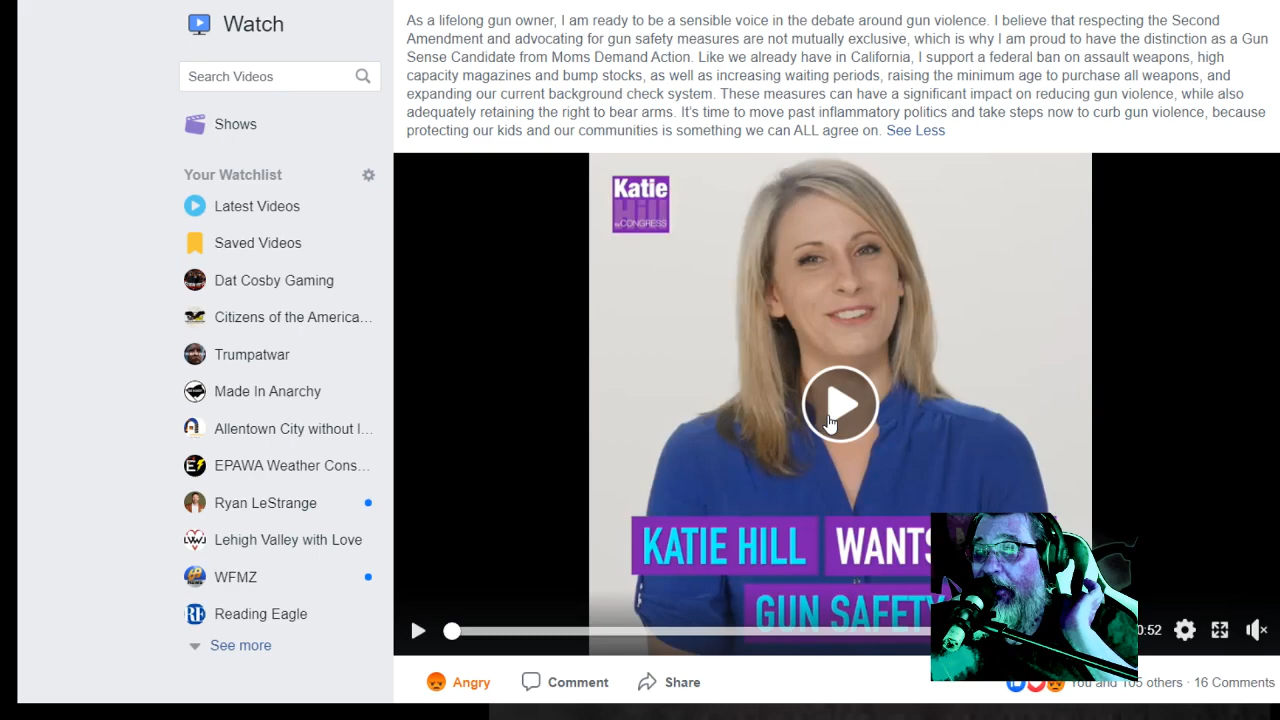 Watch
Search Videos
Shows
Your Watchlist
Latest Videos
Saved Videos
Dat Cosby Gaming
Citizens of the America...
Trumpatwar
Made In Anarchy
Allentown City without I...
EPAWA Weather Cons...
Ryan LeStrange
Lehigh Valley with Love
WFMZ
Reading Eagle
See more
As a lifelong gun owner, I am ready to be a sensible voice in the debate around gun violence. I believe that respecting the Second
Amendment and advocating for gun safety measures are not mutually exclusive, which is why I am proud to have the distinction as a Gun
Sense Candidate from Moms Demand Action. Like we already have in California, I support a federal ban on assault weapons, high
capacity magazines and bump stocks, as well as increasing waiting periods, raising the minimum age to purchase all weapons, and
expanding our current background check system. These measures can have a significant impact on reducing gun violence, while also
adequately retaining the right to bear arms. It's time to move past inflammatory politics and take steps now to curb gun violence, because
protecting our kids and our communities is something we can ALL agree on. See Less
Katie
Hill
for CONGRESS
KATIE HILL WANTS
GUN SAFETY
0:52
Angry Comment Share
You and 105 others · 16 Comments